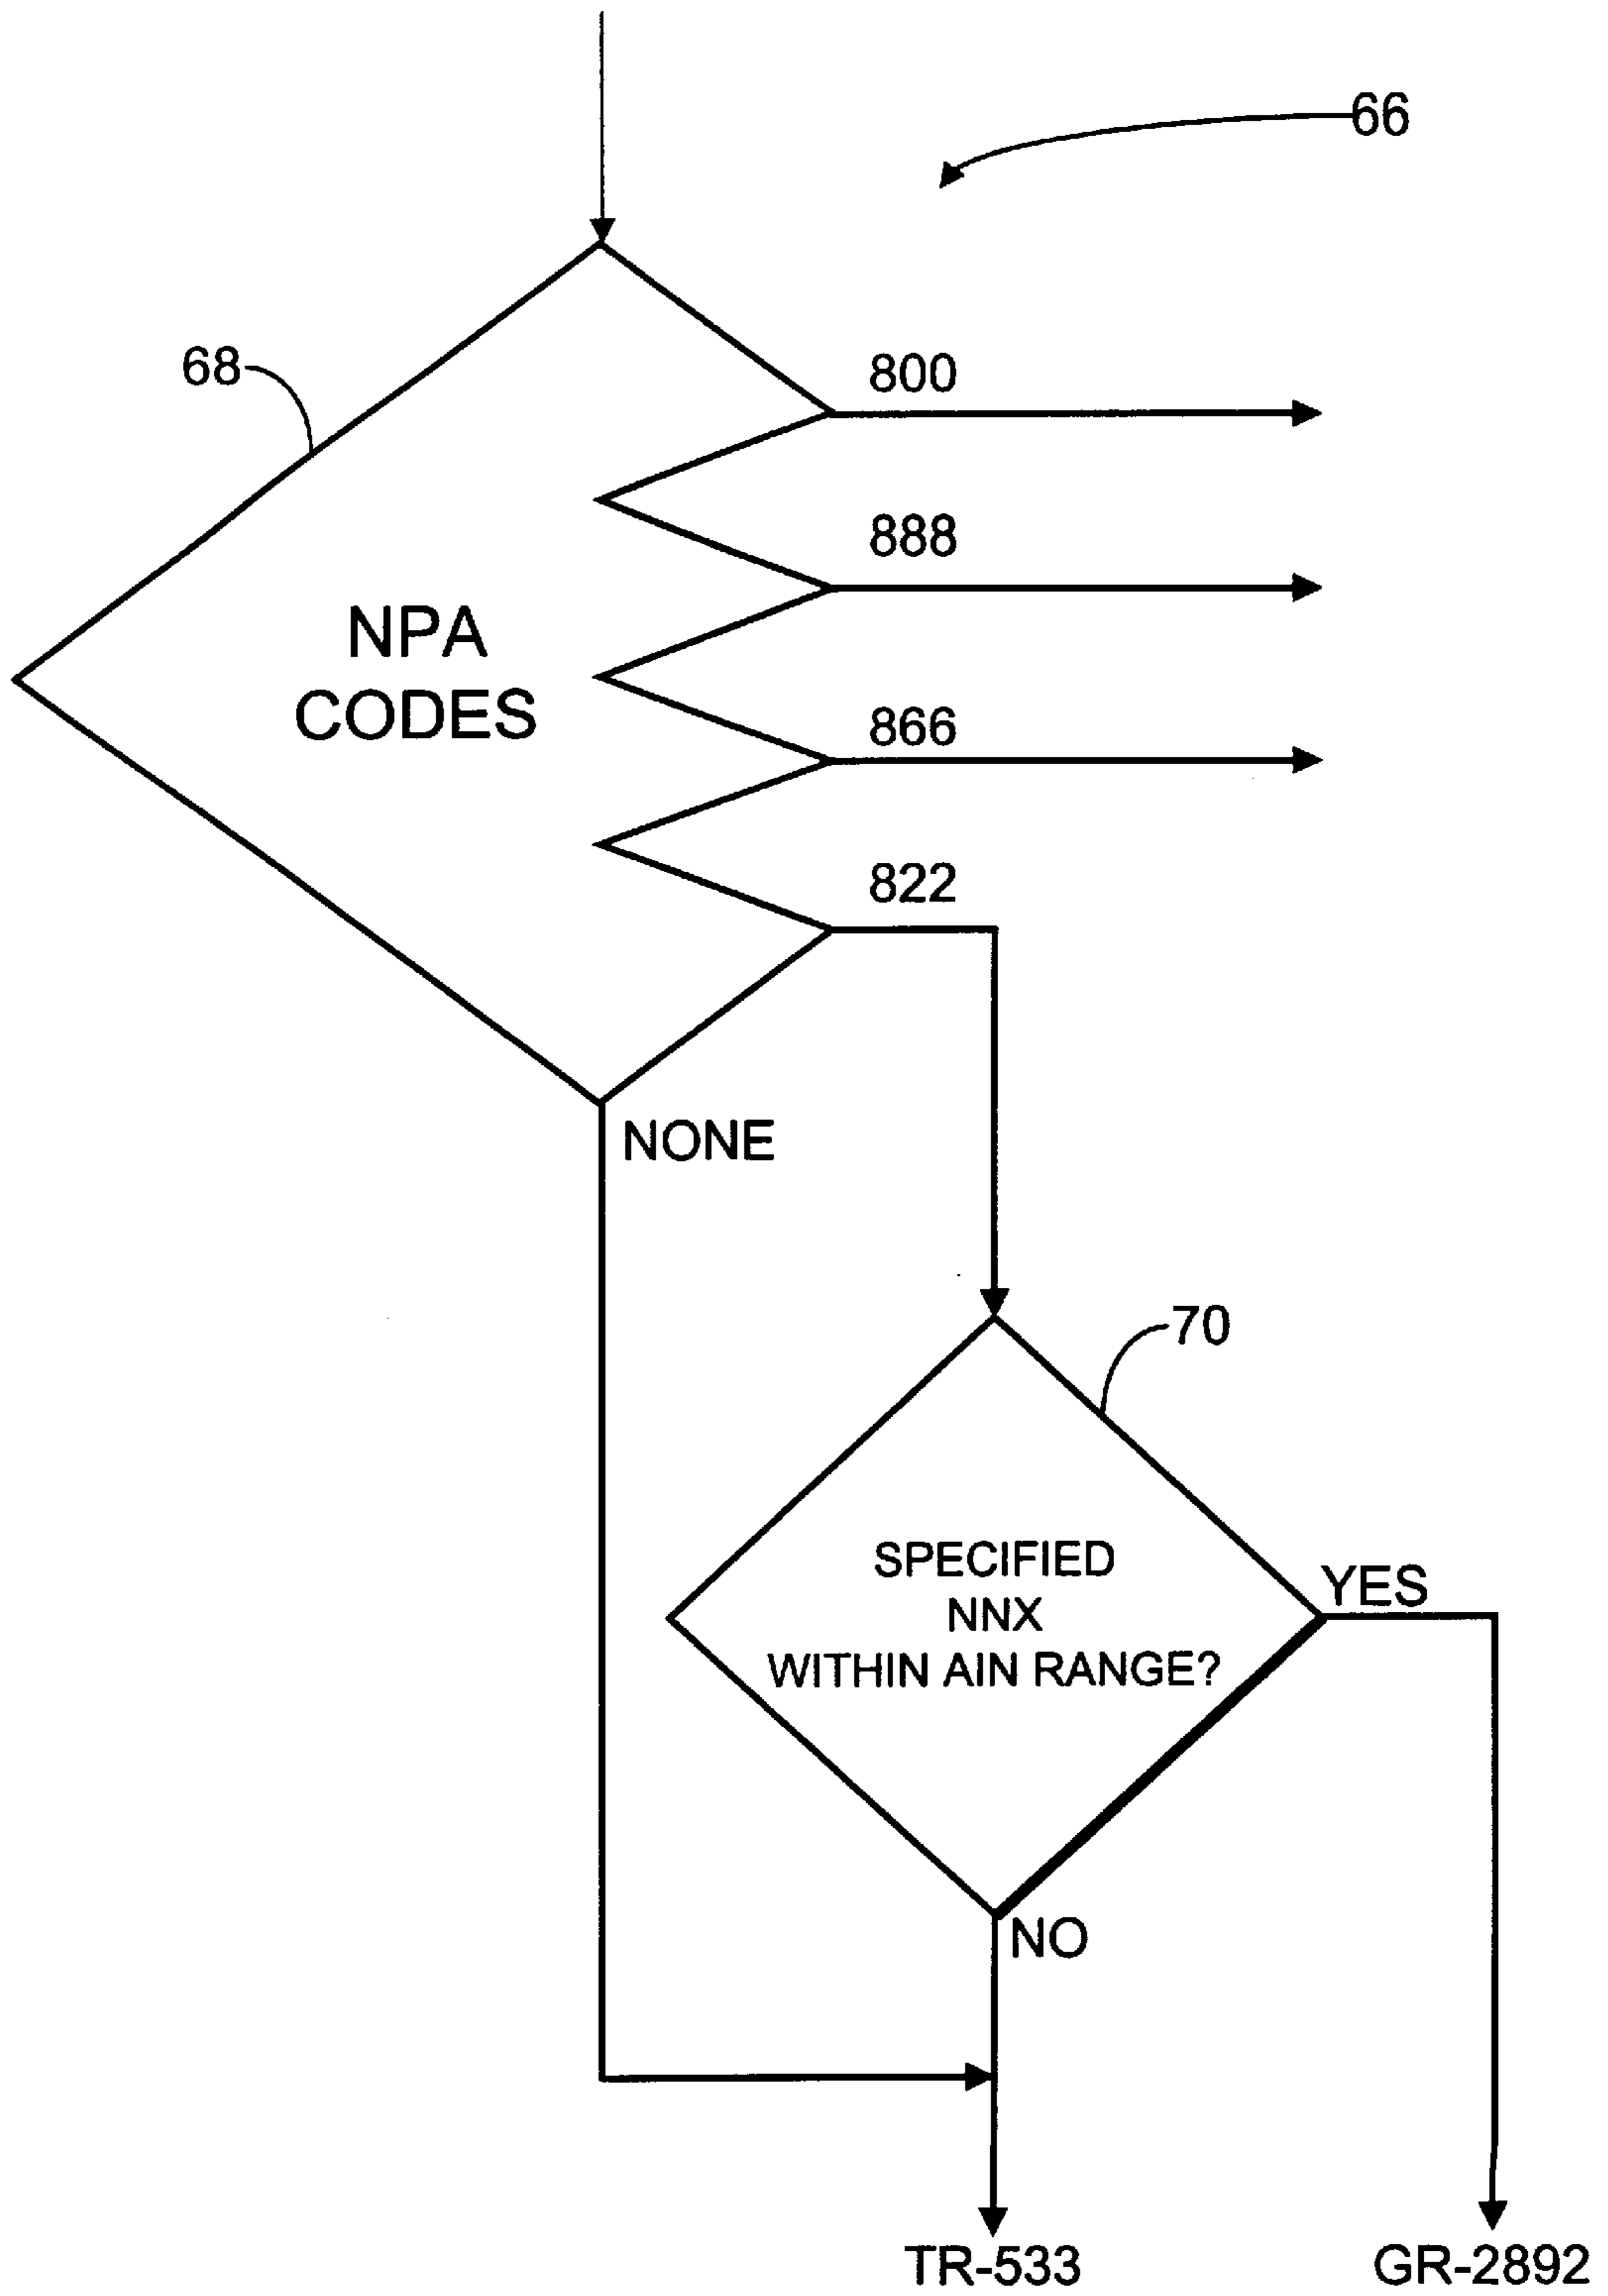 66
68
800
888
NPA
CODES
866
822
NONE
70
SPECIFIED
NNX
WITHIN AIN RANGE?
YES
NO
TR-533
GR-2892